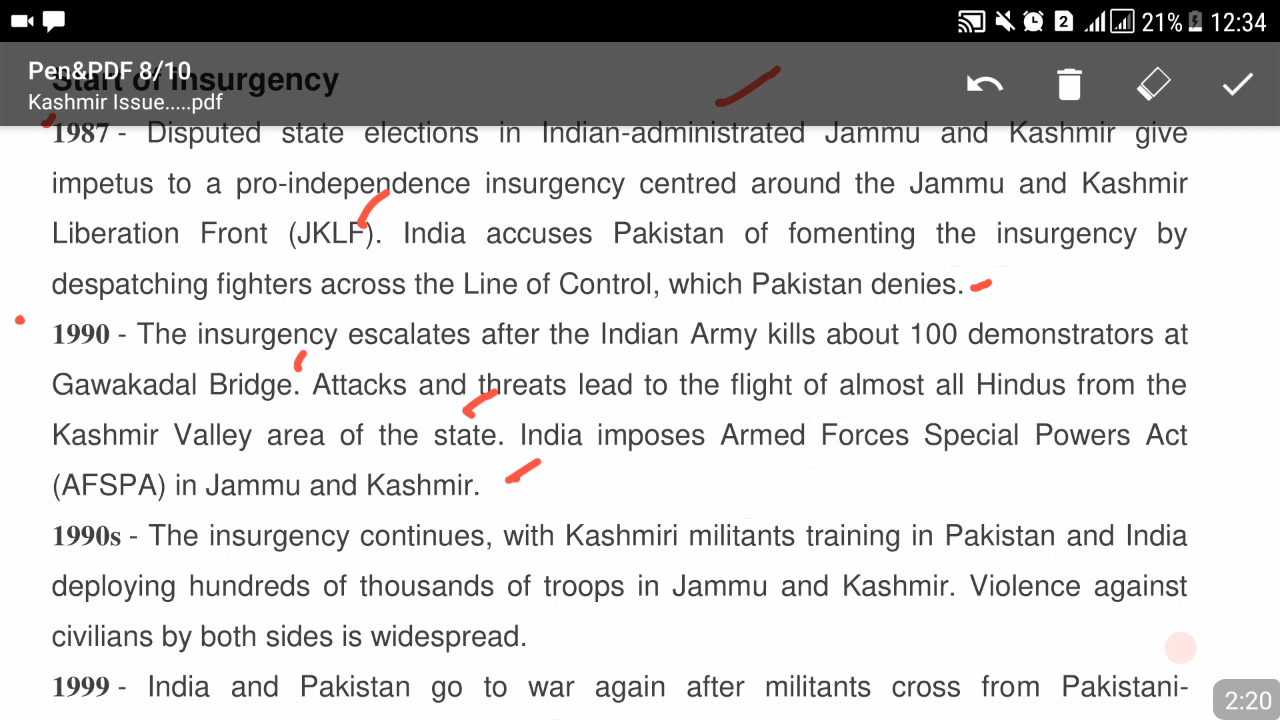 21% 12:34
2
Pen&PDF 8/10
Start of Insurgency
Kashmir Issue.....pdf
1987 - Disputed state elections in Indian-administrated Jammu and Kashmir give
impetus to a pro-independence insurgency centred around the Jammu and Kashmir
Liberation Front (JKLF). India accuses Pakistan of fomenting the insurgency by
despatching fighters across the Line of Control, which Pakistan denies.
1990 - The insurgency escalates after the Indian Army kills about 100 demonstrators at
Gawakadal Bridge. Attacks and threats lead to the flight of almost all Hindus from the
Kashmir Valley area of the state. India imposes Armed Forces Special Powers Act
(AFSPA) in Jammu and Kashmir.
1990s - The insurgency continues, with Kashmiri militants training in Pakistan and India
deploying hundreds of thousands of troops in Jammu and Kashmir. Violence against
civilians by both sides is widespread.
1999 - India and Pakistan go to war again after militants cross from Pakistani-
2:20